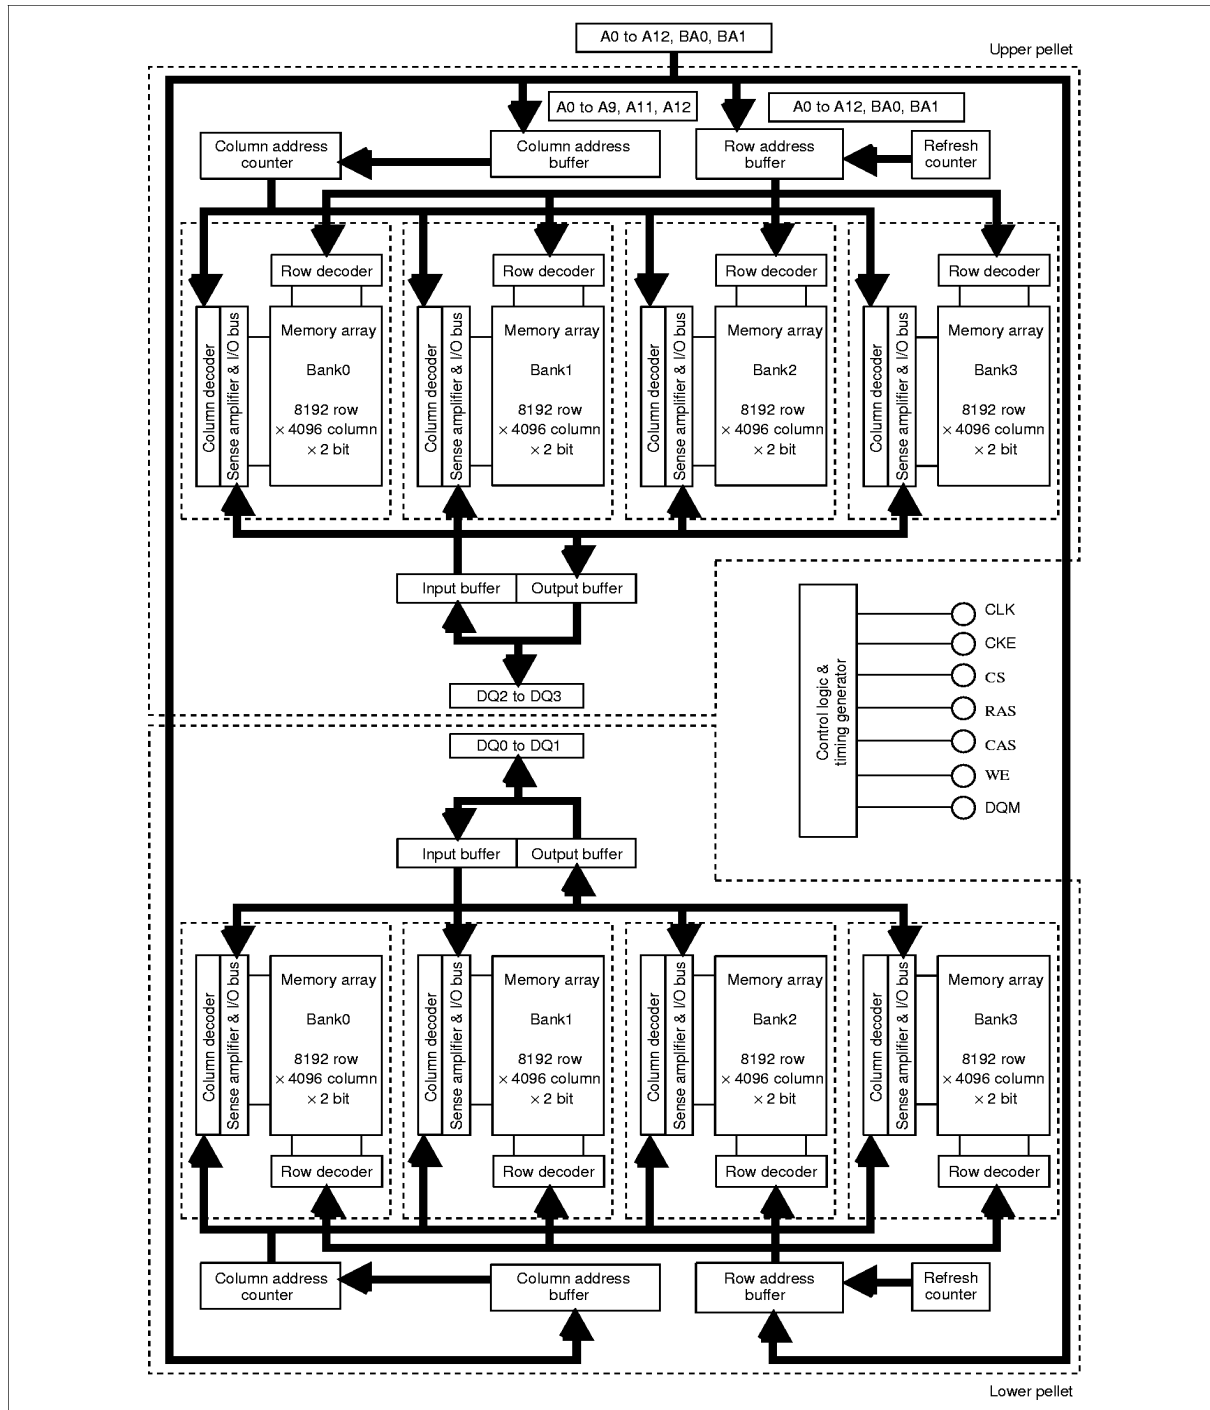 A0 to A12, BA0, BA1
Upper pellet
A0 to A9, A11, A12
A0 to A12, BA0, BA1
Column address
counter
Column address
buffer
Row address
buffer
Refresh
counter
Row decoder
Row decoder
Row decoder
Row decoder
Column decoder
Sense amplifier & I/O bus
Memory array
Bank0
8192 row
× 4096 column
× 2 bit
Column decoder
Sense amplifier & I/O bus
Memory array
Bank1
8192 row
× 4096 column
× 2 bit
Column decoder
Sense amplifier & I/O bus
Memory array
Bank2
8192 row
× 4096 column
× 2 bit
Column decoder
Sense amplifier & I/O bus
Memory array
Bank3
8192 row
× 4096 column
× 2 bit
Input buffer
Output buffer
DQ2 to DQ3
Control logic &
timing generator
CLK
CKE
CS
RAS
CAS
WE
DQM
DQ0 to DQ1
Input buffer
Output buffer
Column decoder
Sense amplifier & I/O bus
Memory array
Bank0
8192 row
× 4096 column
× 2 bit
Column decoder
Sense amplifier & I/O bus
Memory array
Bank1
8192 row
× 4096 column
× 2 bit
Column decoder
Sense amplifier & I/O bus
Memory array
Bank2
8192 row
× 4096 column
× 2 bit
Column decoder
Sense amplifier & I/O bus
Memory array
Bank3
8192 row
× 4096 column
× 2 bit
Row decoder
Row decoder
Row decoder
Row decoder
Column address
counter
Column address
buffer
Row address
buffer
Refresh
counter
Lower pellet